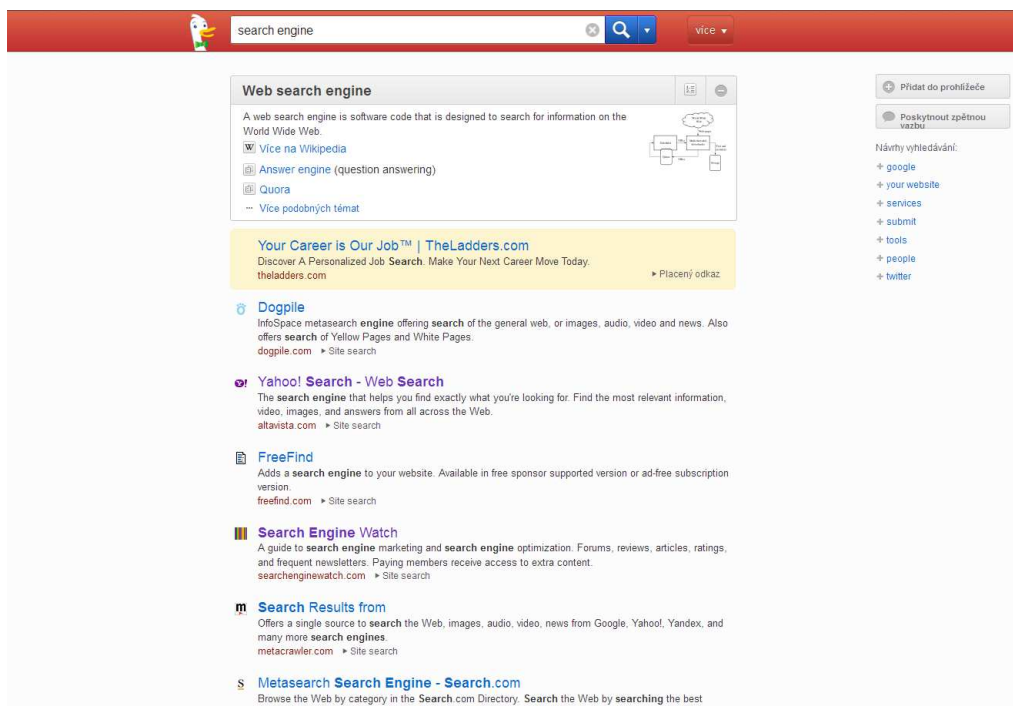 search engine
více
Web search engine
A web search engine is software code that is designed to search for information on the
World Wide Web.
W Více na Wikipedia
Answer engine (question answering)
Quora
Více podobných témat
Your Career is Our Job™ | TheLadders.com
Discover A Personalized Job Search. Make Your Next Career Move Today.
theladders.com
Placený odkaz
Dogpile
InfoSpace metasearch engine offering search of the general web, or images, audio, video and news. Also
offers search of Yellow Pages and White Pages.
dogpile.com Site search
Yahoo! Search - Web Search
The search engine that helps you find exactly what you're looking for. Find the most relevant information,
video, images, and answers from all across the Web.
altavista.com Site search
FreeFind
Adds a search engine to your website. Available in free sponsor supported version or ad-free subscription
version.
freefind.com Site search
Search Engine Watch
A guide to search engine marketing and search engine optimization. Forums, reviews, articles, ratings,
and frequent newsletters. Paying members receive access to extra content.
searchenginewatch.com Site search
m Search Results from
Offers a single source to search the Web, images, audio, video, news from Google, Yahoo!, Yandex, and
many more search engines.
metacrawler.com Site search
S Metasearch Search Engine - Search.com
Browse the Web by category in the Search.com Directory. Search the Web by searching the best
Přidat do prohlížeče
Poskytnout zpětnou
vazbu
Návrhy vyhledávání:
+ google
+ your website
+ services
+ submit
+ tools
+ people
+ twitter